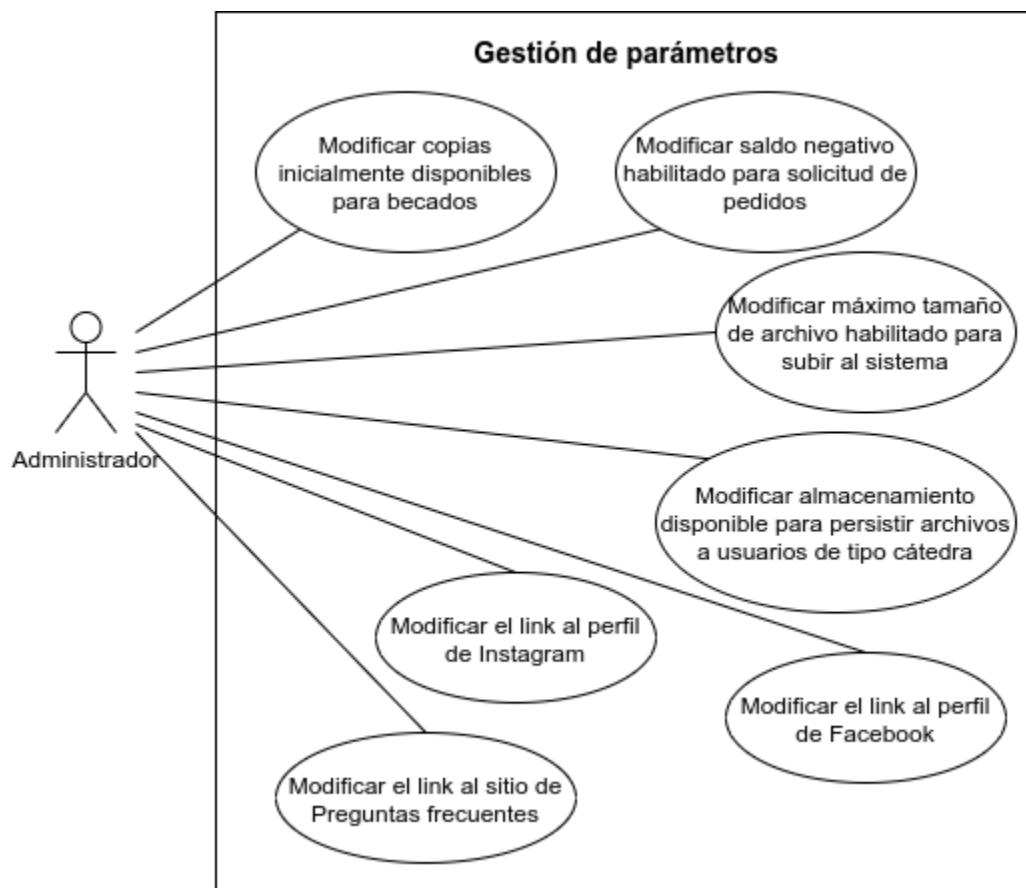 Gestión de parámetros
Modificar copias
inicialmente disponibles
para becados
Modificar saldo negativo
habilitado para solicitud de
pedidos
Modificar máximo tamaño
de archivo habilitado para
subir al sistema
Administrador
Modificar almacenamiento
disponible para persistir archivos
a usuarios de tipo cátedra
Modificar el link al perfil
de Instagram
Modificar el link al perfil
de Facebook
Modificar el link al sitio de
Preguntas frecuentes